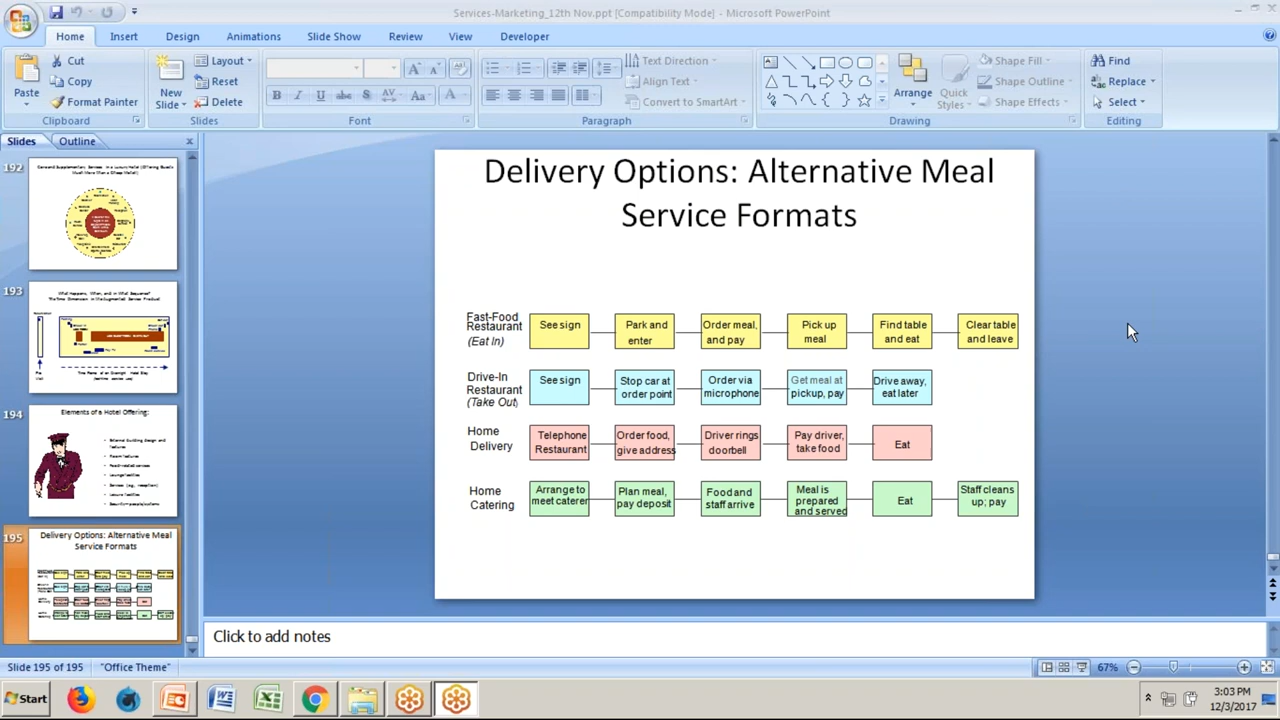 Services-Marketing_12th Nov.ppt [Compatibility Mode] - Microsoft PowerPoint
Home Insert Design Animations Slide Show Review View Developer
Paste
Cut
Copy
Format Painter
Clipboard
New
Slide
Layout
Reset
Delete
Slides
B I U abc S AV Aa A
Font
Text Direction
Align Text
Convert to SmartArt
Paragraph
Arrange
Quick
Styles
Shape Fill
Shape Outline
Shape Effects
Drawing
Find
Replace
Select
Editing
Slides Outline
192
193
194
Elements of a Hotel Offering:
195
Delivery Options: Alternative Meal
Service Formats
Delivery Options: Alternative Meal
Service Formats
Fast-Food
Restaurant
(Eat In)
See sign
Park and
enter
Order meal,
and pay
Pick up
meal
Find table
and eat
Clear table
and leave
Drive-In
Restaurant
(Take Out)
See sign
Stop car at
order point
Order via
microphone
Get meal at
pickup, pay
Drive away,
eat later
Home
Delivery
Telephone
Restaurant
Order food,
give address
Driver rings
doorbell
Pay driver,
take food
Eat
Home
Catering
Arrange to
meet caterer
Plan meal,
pay deposit
Food and
staff arrive
Meal is
prepared
and served
Eat
Staff cleans
up; pay
Click to add notes
Slide 195 of 195 "Office Theme" 67%
Start
3:03 PM
12/3/2017